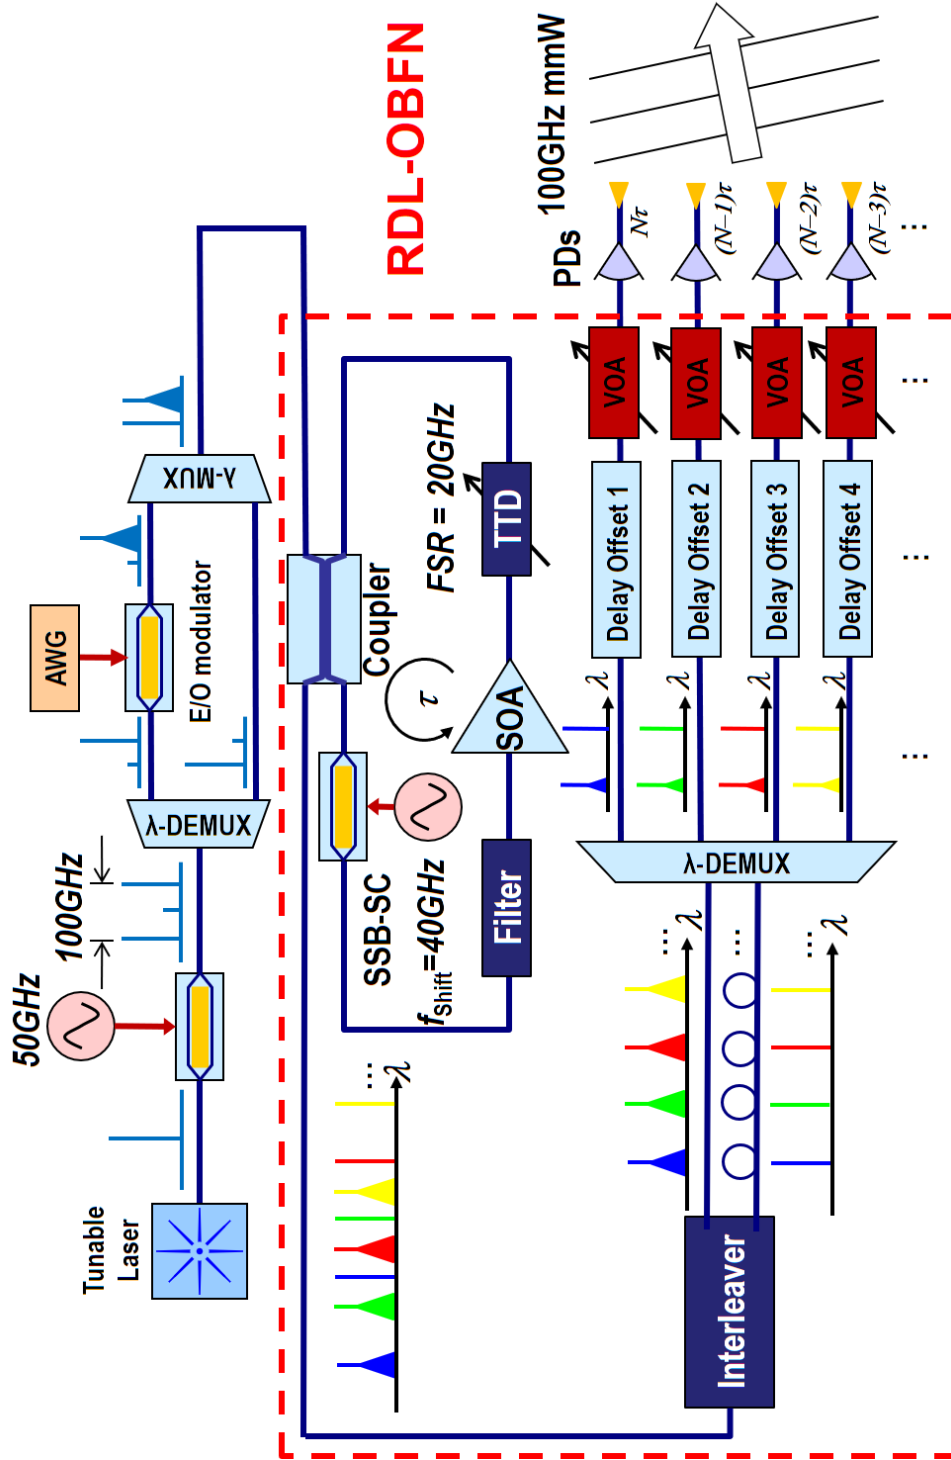 Tunable
Laser
50GHz
100GHz
λ-DEMUX
AWG
E/O modulator
λ-MUX
RDL-OBFN
Coupler
SSB-SC
fshift=40GHz
τ
Filter
SOA
TTD
FSR = 20GHz
... λ
Interleaver
... λ
...
... λ
λ-DEMUX
λ
λ
λ
λ
...
Delay Offset 1
Delay Offset 2
Delay Offset 3
Delay Offset 4
...
VOA
VOA
VOA
VOA
...
PDs
100GHz mmW
Nτ
(N−1)τ
(N−2)τ
(N−3)τ
...